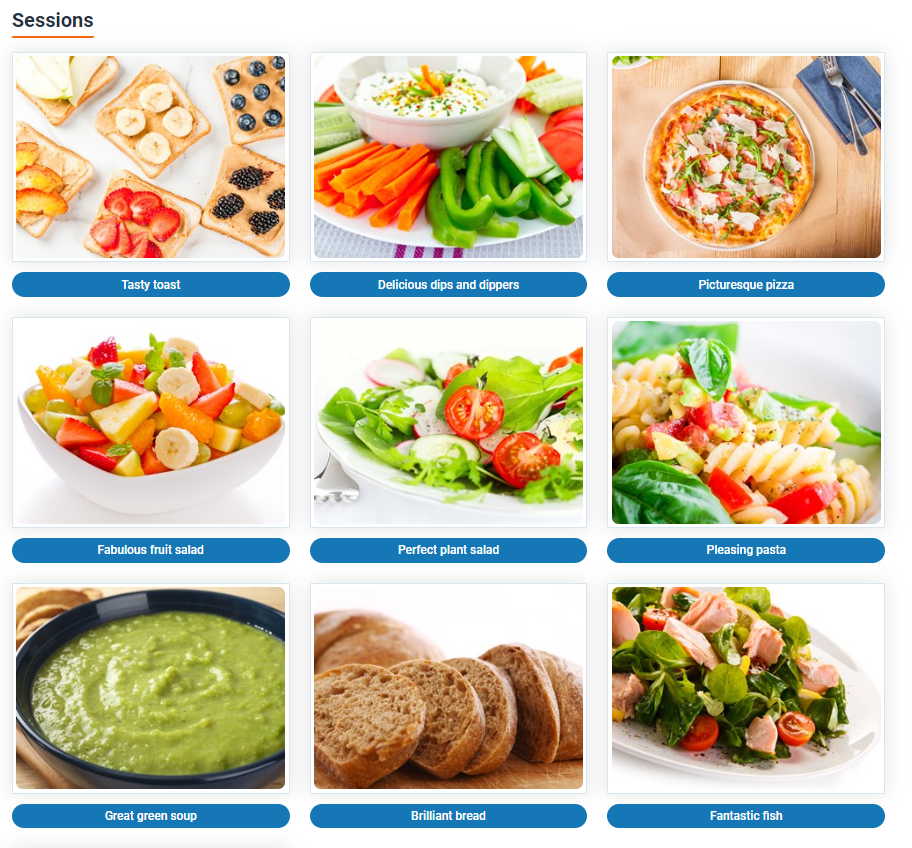 Sessions
Tasty toast
Delicious dips and dippers
Picturesque pizza
Fabulous fruit salad
Perfect plant salad
Pleasing pasta
Great green soup
Brilliant bread
Fantastic fish